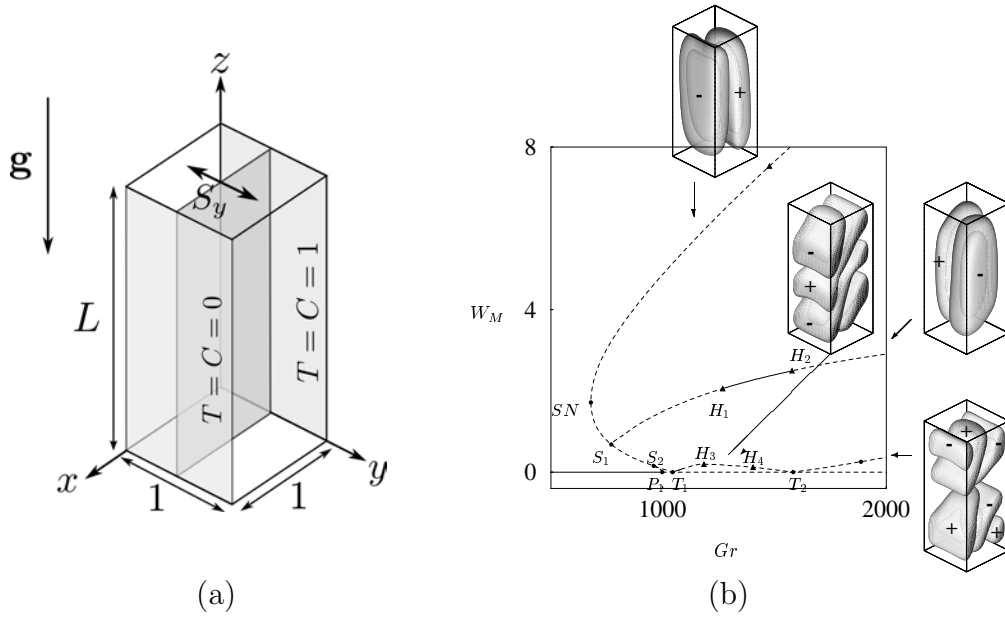 z
g
S_y
L
T = C = 0
T = C = 1
x
y
1
1
(a)
-
+
8
4
0
W_M
-
+
-
+
-
H_2
SN
H_1
S_1
S_2
H_3
H_4
P_1
T_1
T_2
+
-
-
+
-
+
1000
2000
Gr
(b)